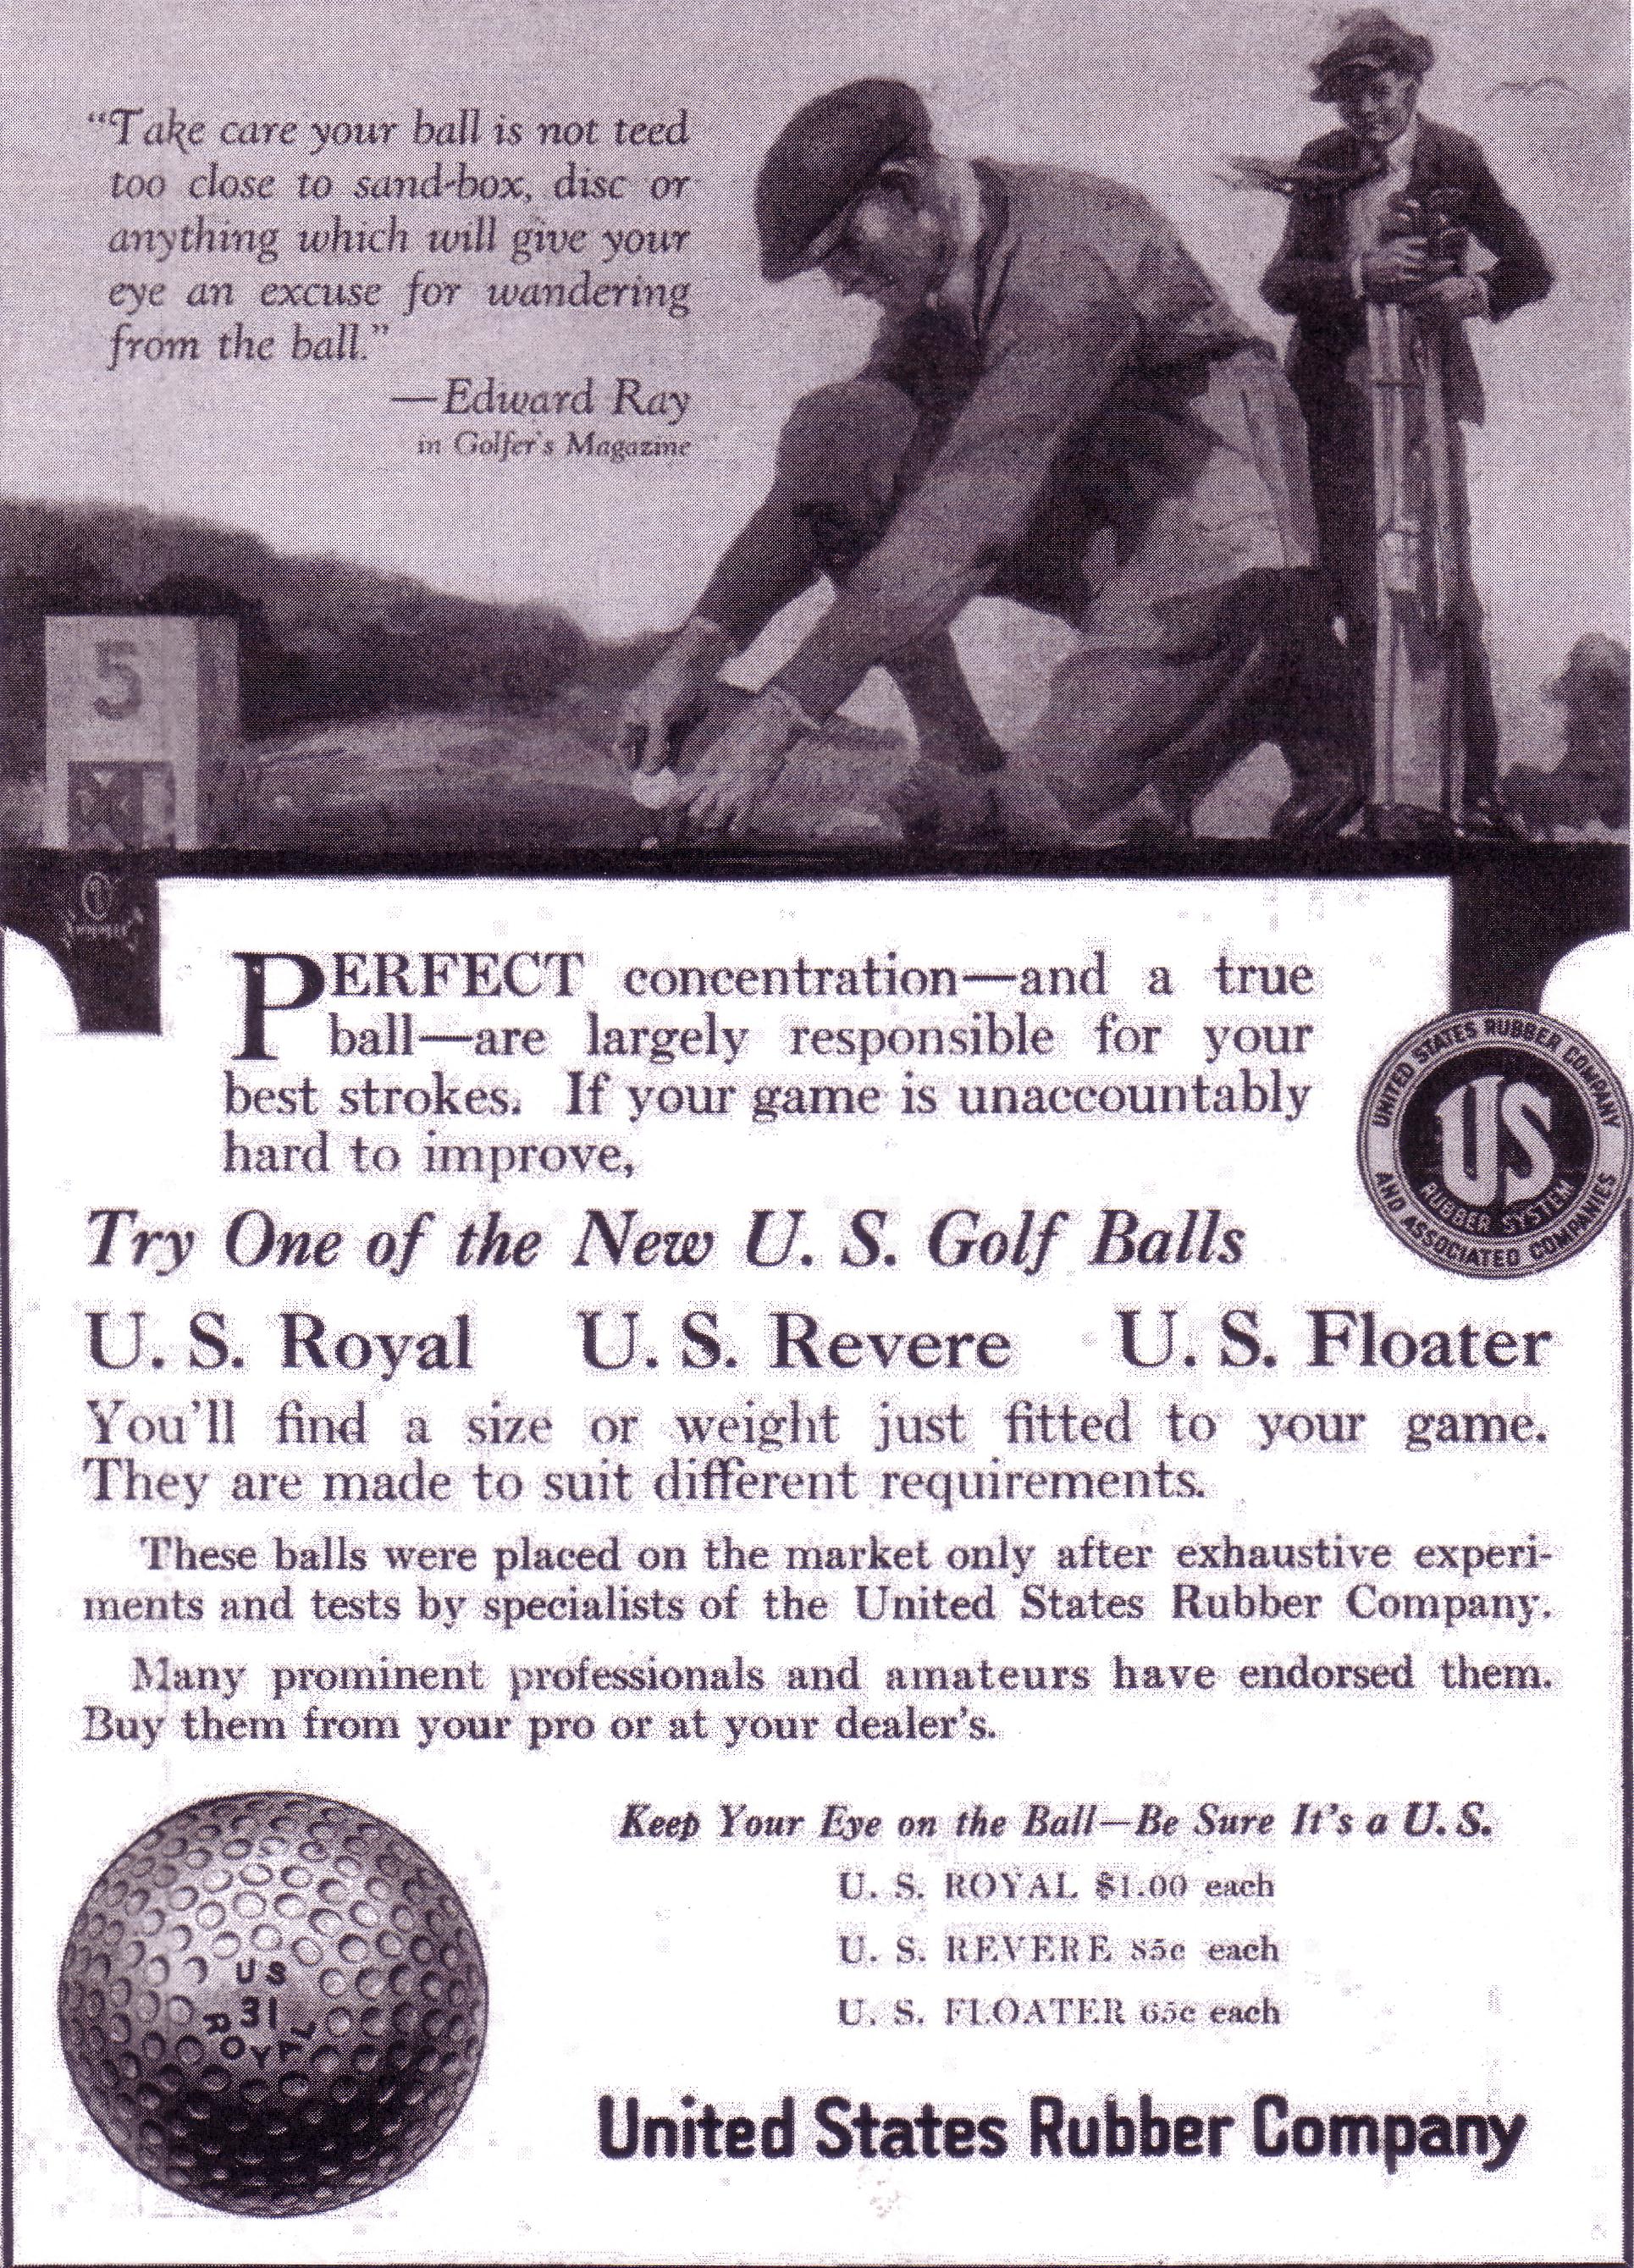 “Take care your ball is not teed
too close to sand-box, disc or
anything which will give your
eye an excuse for wandering
from the ball.”
—Edward Ray
in Golfer's Magazine
5
PERFECT concentration—and a true
ball—are largely responsible for your
best strokes. If your game is unaccountably
hard to improve,
UNITED STATES RUBBER COMPANY
US
RUBBER SYSTEM
AND ASSOCIATED COMPANIES
Try One of the New U. S. Golf Balls
U. S. Royal U. S. Revere U. S. Floater
You'll find a size or weight just fitted to your game.
They are made to suit different requirements.
These balls were placed on the market only after exhaustive experi-
ments and tests by specialists of the United States Rubber Company.
Many prominent professionals and amateurs have endorsed them.
Buy them from your pro or at your dealer's.
Keep Your Eye on the Ball—Be Sure It's a U. S.
U. S. ROYAL $1.00 each
U. S. REVERE 85c each
U. S. FLOATER 65c each
US
31
ROYAL
United States Rubber Company